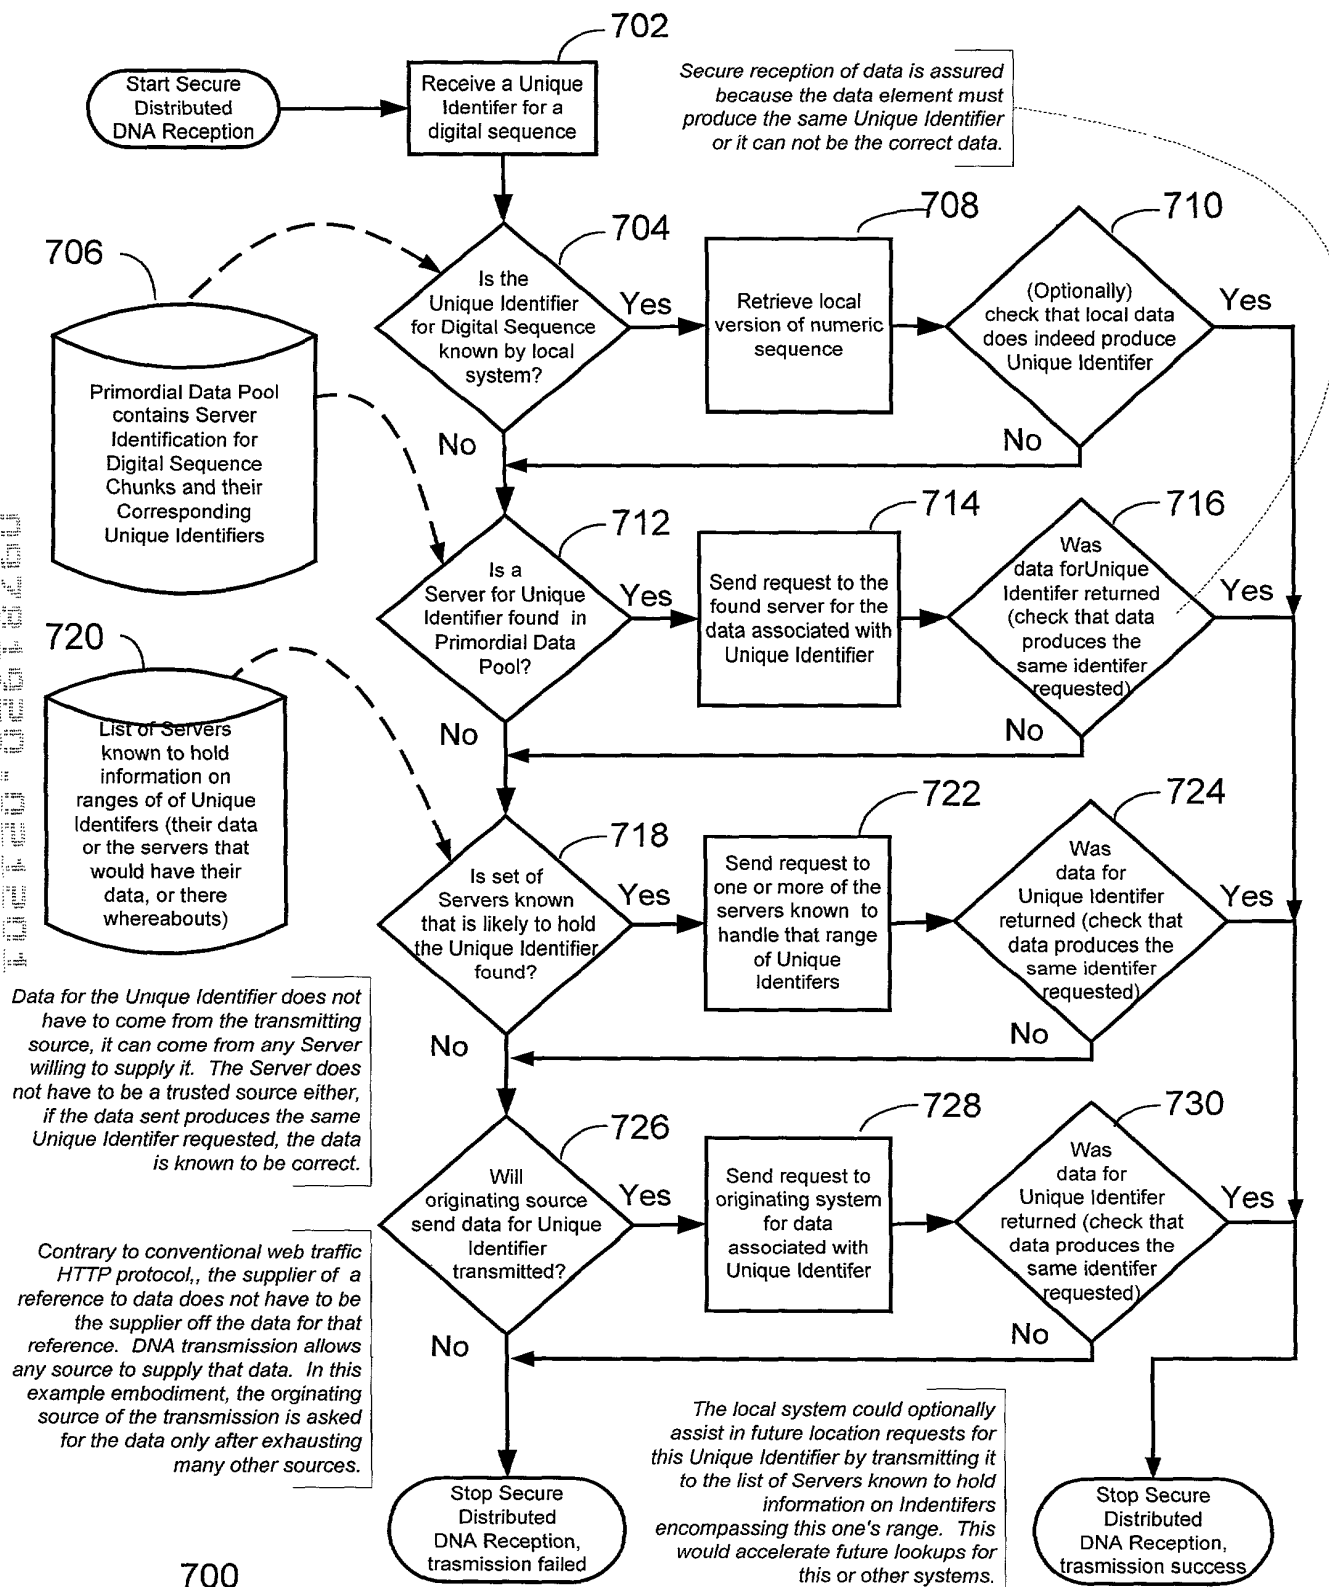 702
Start Secure
Distributed
DNA Reception
Receive a Unique
Identifer for a
digital sequence
Secure reception of data is assured
because the data element must
produce the same Unique Identifier
or it can not be the correct data.
706
704
708
710
Is the
Unique Identifier
for Digital Sequence
known by local
system?
Yes
Retrieve local
version of numeric
sequence
(Optionally)
check that local data
does indeed produce
Unique Identifer
Yes
No
No
Primordial Data Pool
contains Server
Identification for
Digital Sequence
Chunks and their
Corresponding
Unique Identifiers
712
714
716
Is a
Server for Unique
Identifier found in
Primordial Data
Pool?
Yes
Send request to the
found server for the
data associated with
Unique Identifier
Was
data forUnique
Identifer returned
(check that data
produces the
same identifer
requested)
Yes
No
No
720
List of Servers
known to hold
information on
ranges of of Unique
Identifers (their data
or the servers that
would have their
data, or there
whereabouts)
718
722
724
Is set of
Servers known
that is likely to hold
the Unique Identifier
found?
Yes
Send request to
one or more of the
servers known to
handle that range
of Unique
Identifers
Was
data for
Unique Identifer
returned (check that
data produces the
same identifer
requested)
Yes
No
No
Data for the Unique Identifier does not
have to come from the transmitting
source, it can come from any Server
willing to supply it. The Server does
not have to be a trusted source either,
if the data sent produces the same
Unique Identifer requested, the data
is known to be correct.
726
728
730
Will
originating source
send data for Unique
Identifier
transmitted?
Yes
Send request to
originating system
for data
associated with
Unique Identifer
Was
data for
Unique Identifer
returned (check that
data produces the
same identifer
requested)
Yes
No
No
Contrary to conventional web traffic
HTTP protocol,, the supplier of a
reference to data does not have to be
the supplier off the data for that
reference. DNA transmission allows
any source to supply that data. In this
example embodiment, the orginating
source of the transmission is asked
for the data only after exhausting
many other sources.
The local system could optionally
assist in future location requests for
this Unique Identifier by transmitting it
to the list of Servers known to hold
information on Indentifers
encompassing this one's range. This
would accelerate future lookups for
this or other systems.
Stop Secure
Distributed
DNA Reception,
trasmission failed
Stop Secure
Distributed
DNA Reception,
trasmission success
700